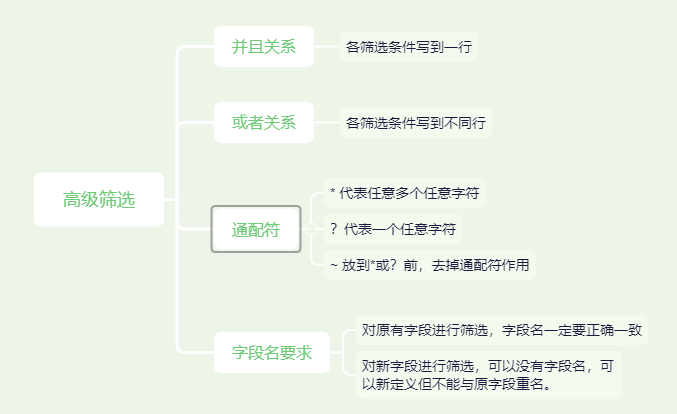 高级筛选
并且关系
各筛选条件写到一行
或者关系
各筛选条件写到不同行
通配符
* 代表任意多个任意字符
？代表一个任意字符
~ 放到*或？前，去掉通配符作用
字段名要求
对原有字段进行筛选，字段名一定要正确一致
对新字段进行筛选，可以没有字段名，可
以新定义但不能与原字段重名。